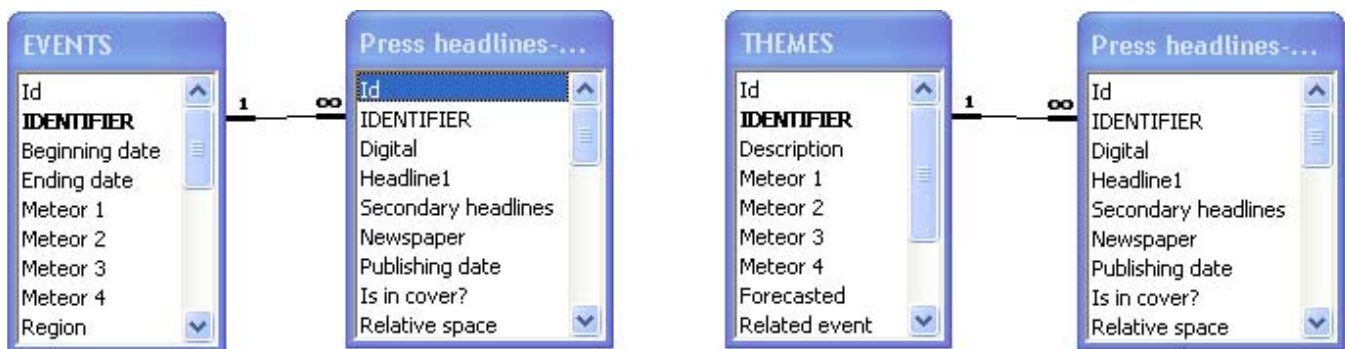 EVENTS
Id
IDENTIFIER
Beginning date
Ending date
Meteor 1
Meteor 2
Meteor 3
Meteor 4
Region
1
∞
Press headlines-...
Id
IDENTIFIER
Digital
Headline1
Secondary headlines
Newspaper
Publishing date
Is in cover?
Relative space
THEMES
Id
IDENTIFIER
Description
Meteor 1
Meteor 2
Meteor 3
Meteor 4
Forecasted
Related event
1
∞
Press headlines-...
Id
IDENTIFIER
Digital
Headline1
Secondary headlines
Newspaper
Publishing date
Is in cover?
Relative space